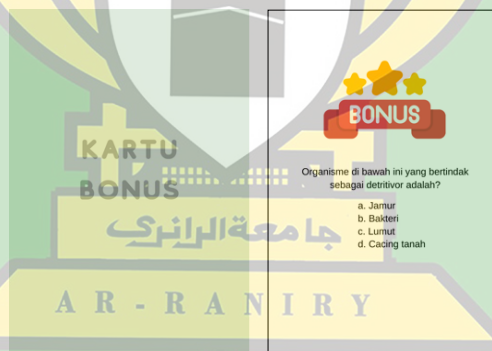 KARTU
BONUS
BONUS
Organisme di bawah ini yang bertindak
sebagai detritivor adalah?
a. Jamur
b. Bakteri
c. Lumut
d. Cacing tanah
جامعة الرانري
AR-RANIRY